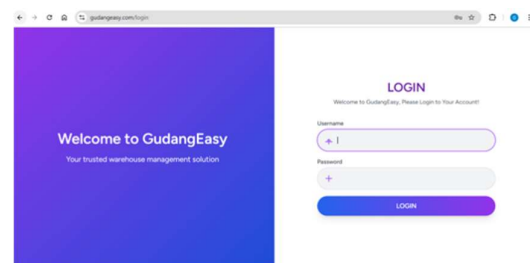 gudangeasy.com/login
Welcome to GudangEasy
Your trusted warehouse management solution
LOGIN
Welcome to GudangEasy, Please Login to Your Account!
Username
Password
LOGIN